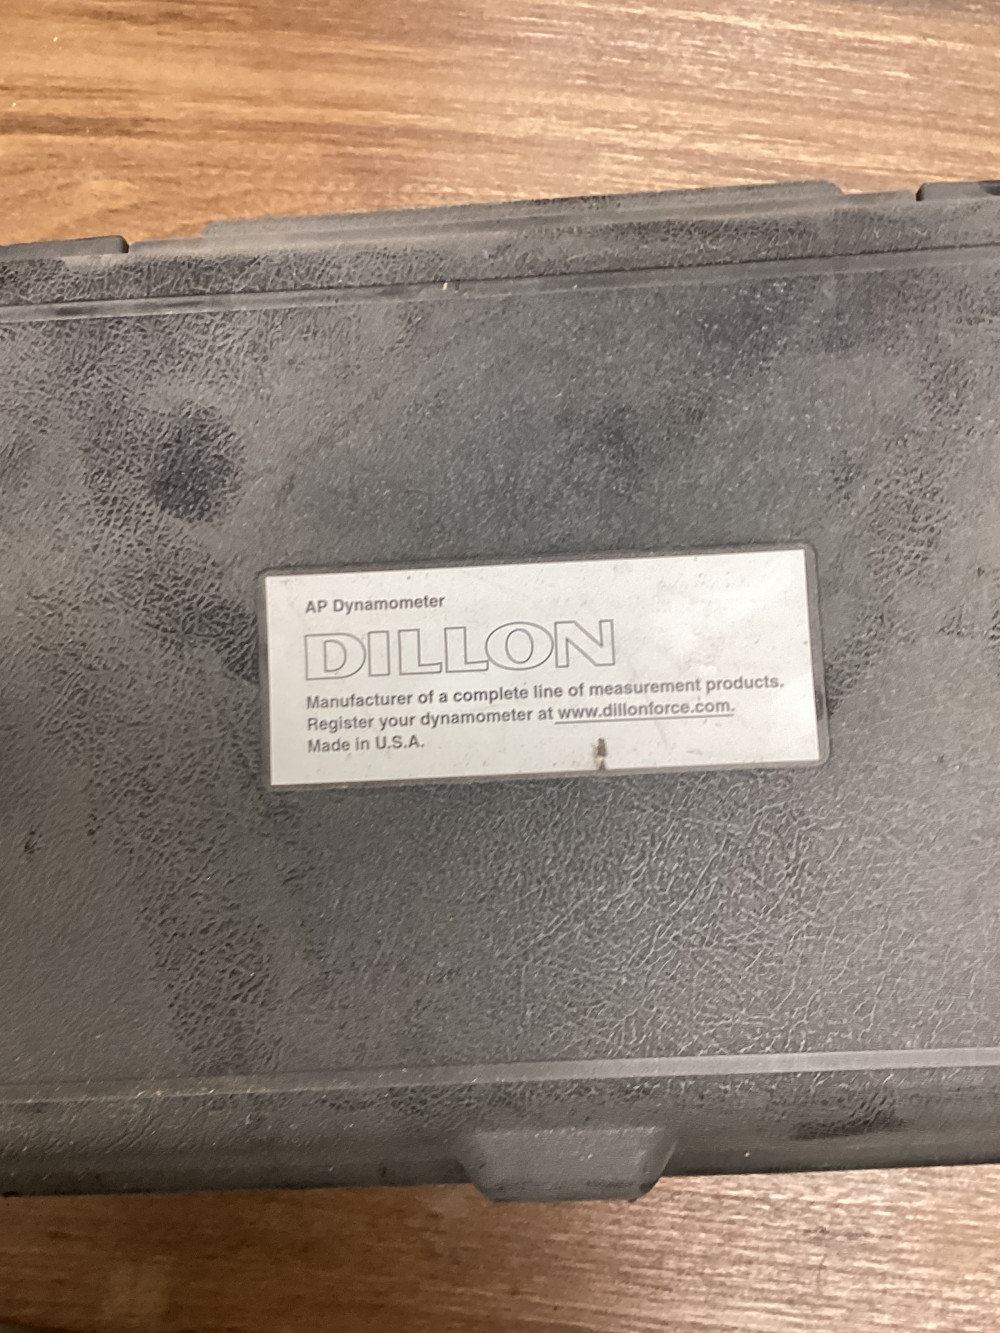 AP Dynamometer
DILLON
Manufacturer of a complete line of measurement products.
Register your dynamometer at www.dillonforce.com.
Made in U.S.A.